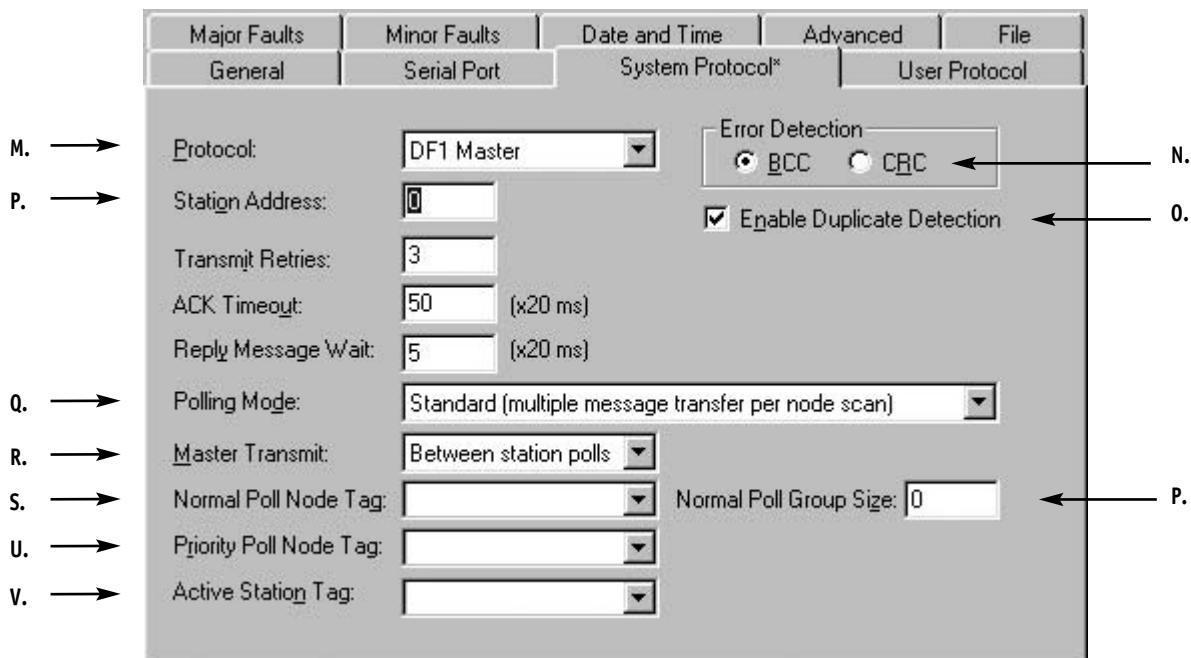 Major Faults Minor Faults Date and Time Advanced File
General Serial Port System Protocol* User Protocol
M. Protocol: DF1 Master Error Detection
BCC CRC N.
P. Station Address: 0 Enable Duplicate Detection O.
Transmit Retries: 3
ACK Timeout: 50 (x20 ms)
Reply Message Wait: 5 (x20 ms)
Q. Polling Mode: Standard (multiple message transfer per node scan)
R. Master Transmit: Between station polls
S. Normal Poll Node Tag: Normal Poll Group Size: 0 P.
U. Priority Poll Node Tag:
V. Active Station Tag: